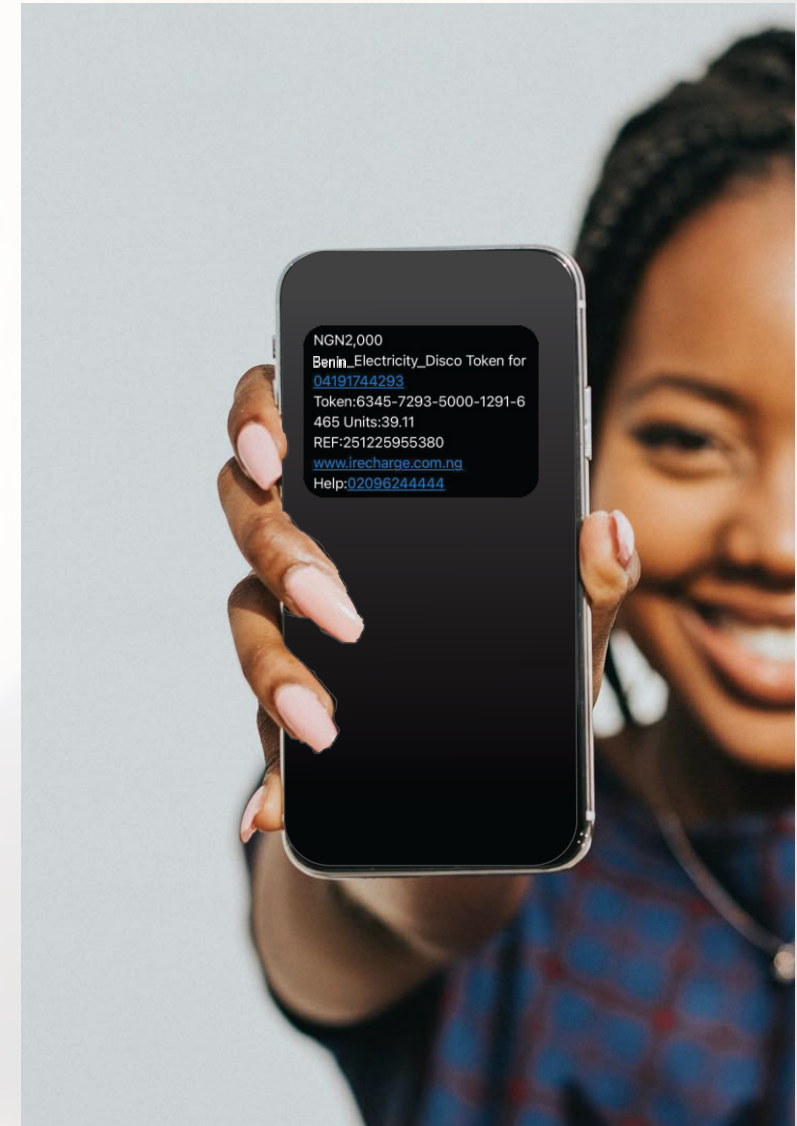 NGN2,000
Benin_Electricity_Disco Token for
04191744293
Token:6345-7293-5000-1291-6
465 Units:39.11
REF:251225955380
www.irecharge.com.ng
Help:02096244444